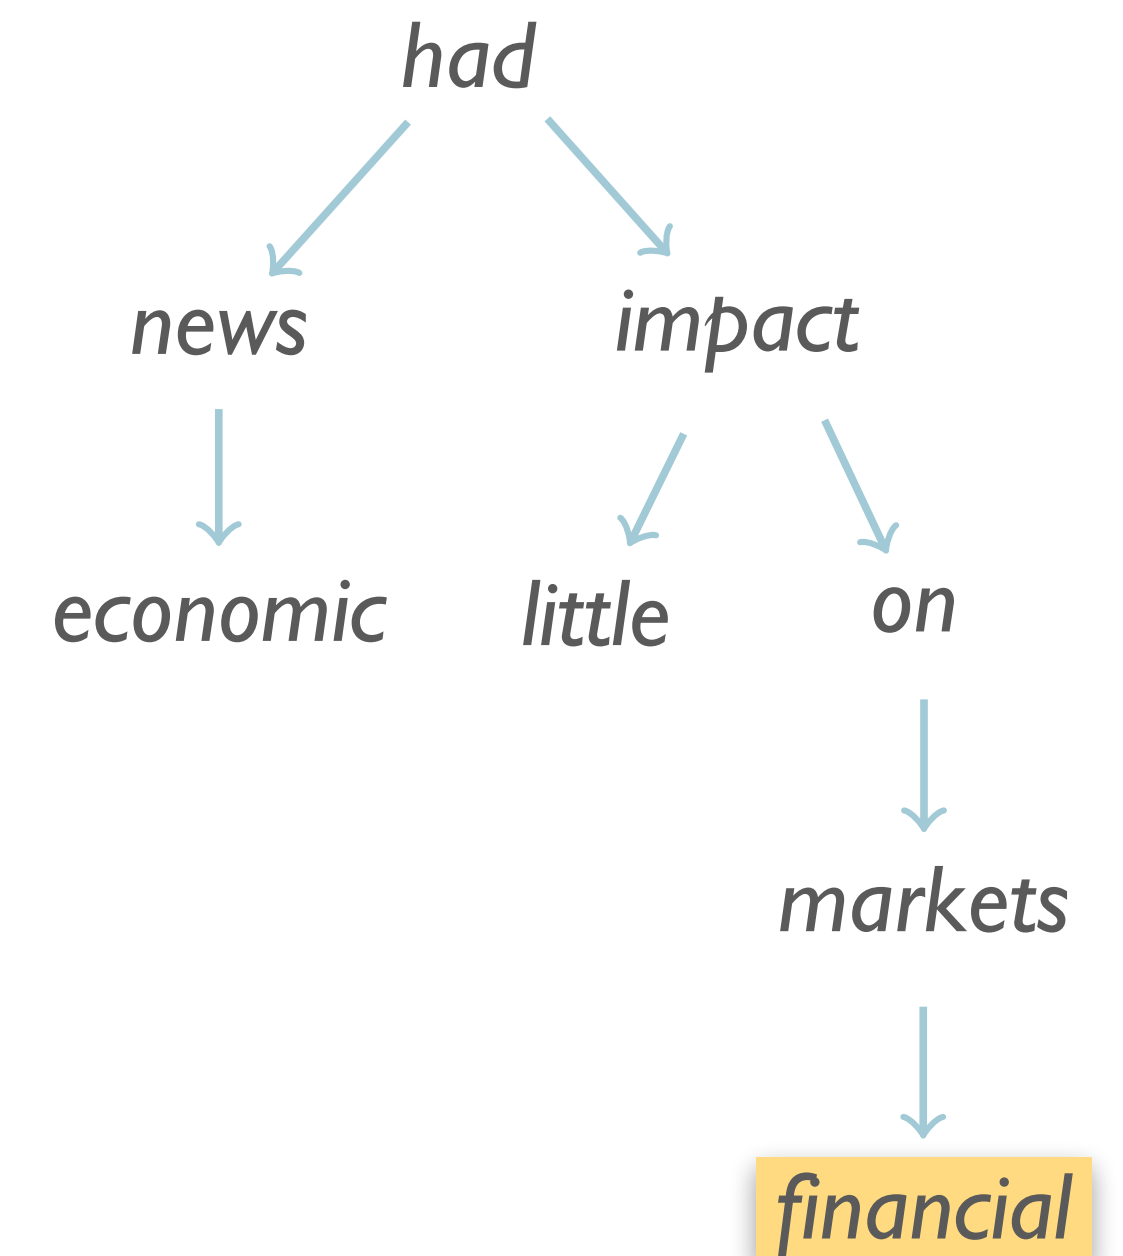 had
news impact
economic little on
markets
financial